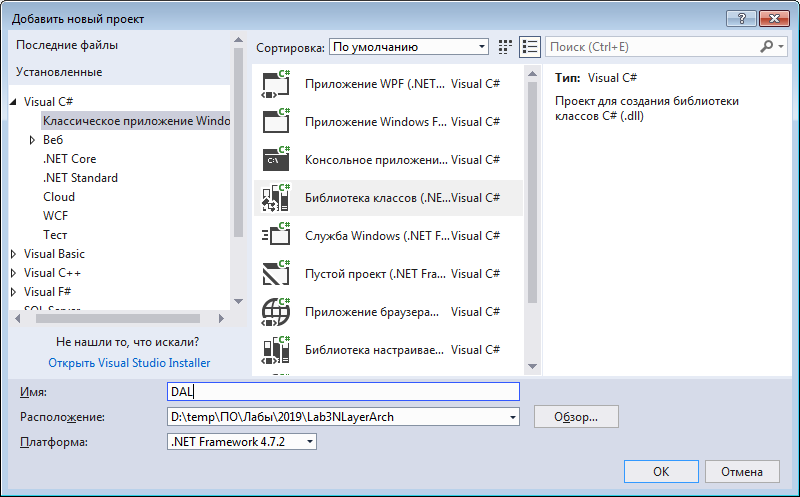 Добавить новый проект
Последние файлы
Установленные
Visual C#
Классическое приложение Windo
Веб
.NET Core
.NET Standard
Cloud
WCF
Тест
Visual Basic
Visual C++
Visual F#
SQL Server
Не нашли то, что искали?
Открыть Visual Studio Installer
Сортировка: По умолчанию
Поиск (Ctrl+E)
Приложение WPF (.NET... Visual C#
Приложение Windows F... Visual C#
Консольное приложени... Visual C#
Библиотека классов (.NE... Visual C#
Служба Windows (.NET F... Visual C#
Пустой проект (.NET Fra... Visual C#
Приложение браузера... Visual C#
Библиотека настраивае... Visual C#
Тип: Visual C#
Проект для создания библиотеки
классов C# (.dll)
Имя: DAL
Расположение: D:\temp\ПО\Лабы\2019\Lab3NLayerArch
Обзор...
Платформа: .NET Framework 4.7.2
OK
Отмена